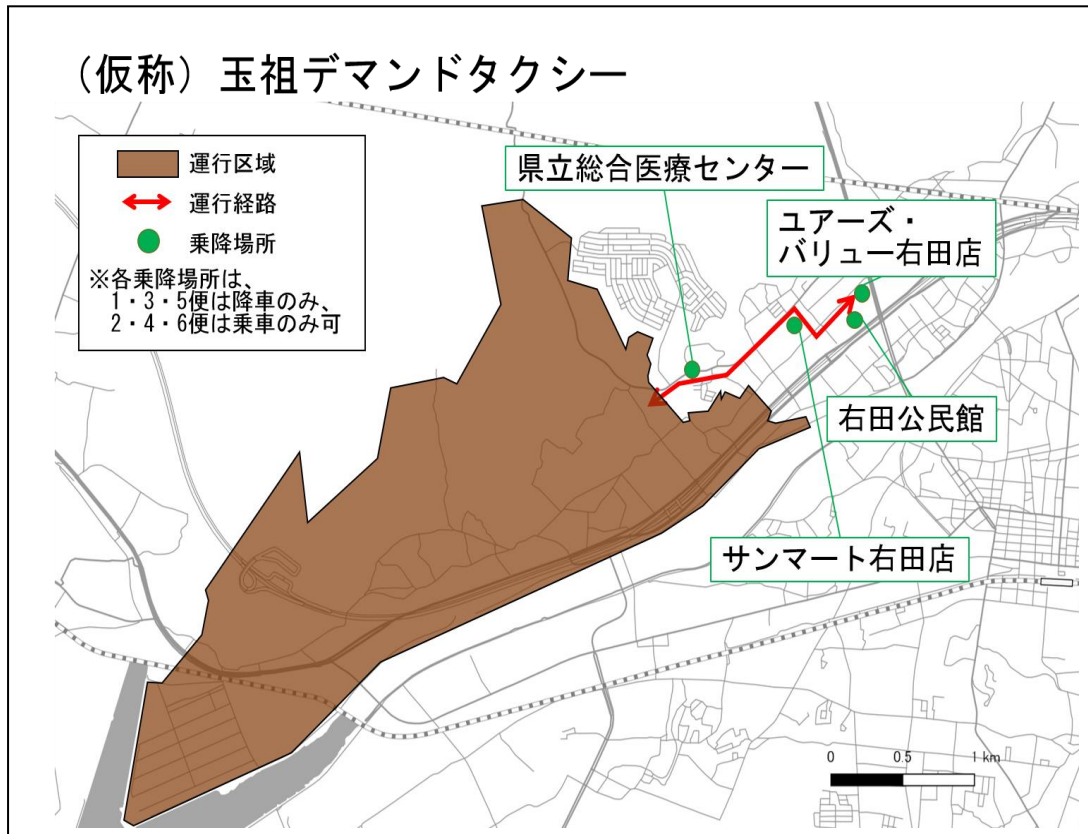 （仮称）玉祖デマンドタクシー
運行区域
運行経路
乗降場所
※各乗降場所は、
1・3・5便は降車のみ、
2・4・6便は乗車のみ可
県立総合医療センター
ユアーズ・
バリュー右田店
右田公民館
サンマート右田店
0 0.5 1 km